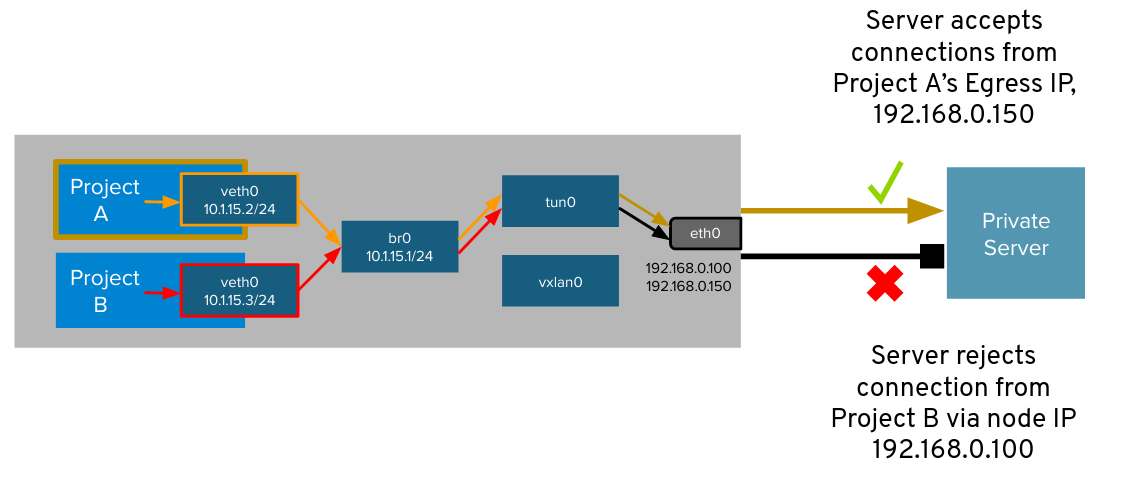 Server accepts
connections from
Project A’s Egress IP,
192.168.0.150
Project
A
veth0
10.1.15.2/24
Project
B
veth0
10.1.15.3/24
br0
10.1.15.1/24
tun0
vxlan0
eth0
192.168.0.100
192.168.0.150
Private
Server
Server rejects
connection from
Project B via node IP
192.168.0.100